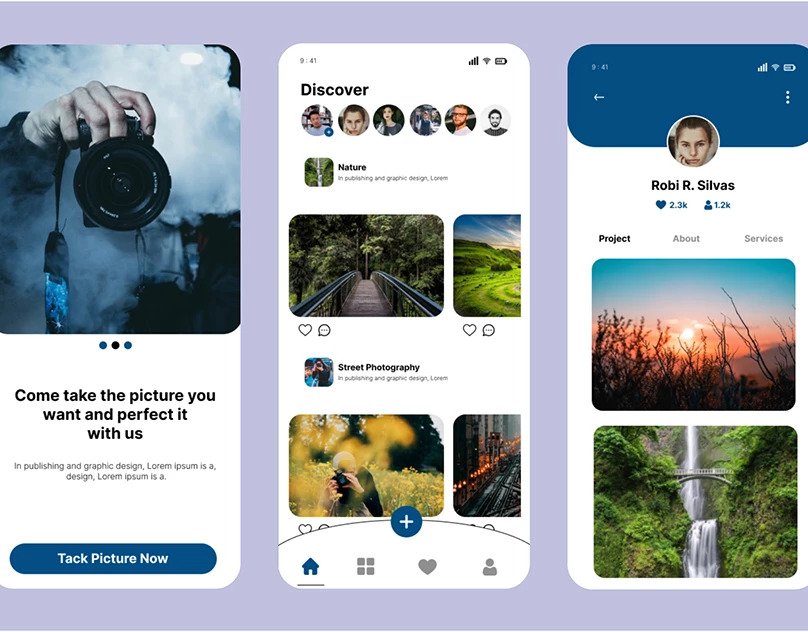 Come take the picture you
want and perfect it
with us
In publishing and graphic design, Lorem ipsum is a,
design, Lorem ipsum is a.
Tack Picture Now
9 : 41
Discover
Nature
In publishing and graphic design, Lorem
Street Photography
In publishing and graphic design, Lorem
9 : 41
Robi R. Silvas
2.3k 1.2k
Project About Services